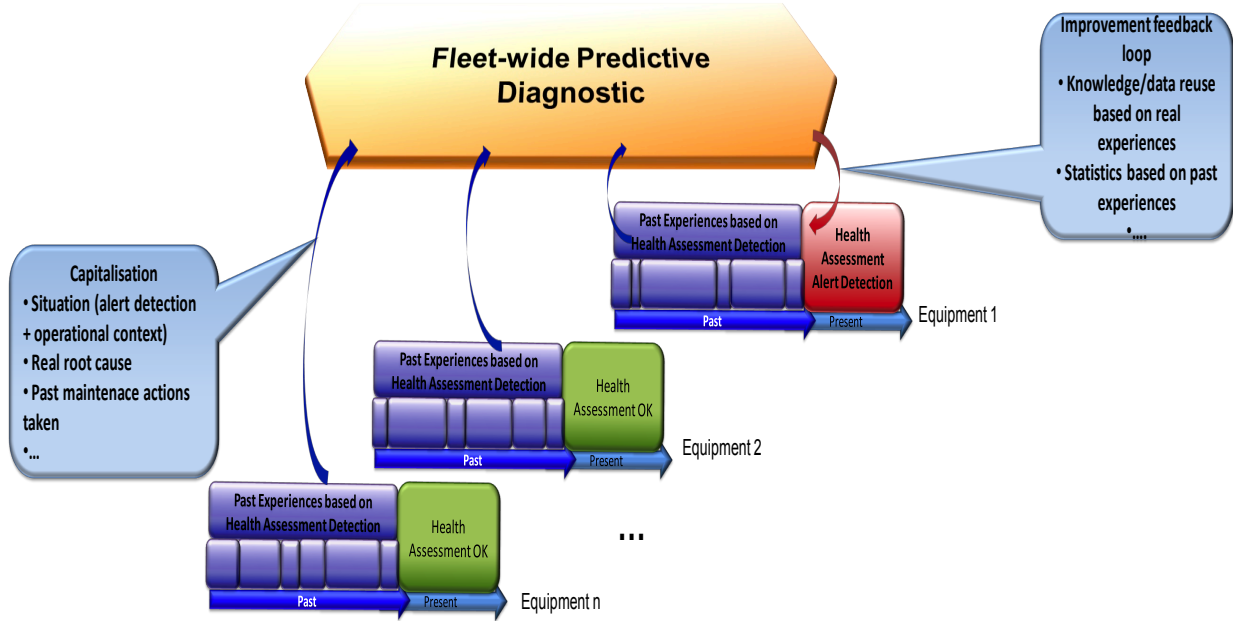 Fleet-wide Predictive
Diagnostic
Improvement feedback
loop
• Knowledge/data reuse
based on real
experiences
• Statistics based on past
experiences
•....
Past Experiences based on
Health Assessment Detection
Health
Assessment
Alert Detection
Past
Present
Equipment 1
Capitalisation
• Situation (alert detection
+ operational context)
• Real root cause
• Past maintenace actions
taken
•...
Past Experiences based on
Health Assessment Detection
Health
Assessment OK
Past
Present
Equipment 2
Past Experiences based on
Health Assessment Detection
Health
Assessment OK
Past
Present
Equipment n
...